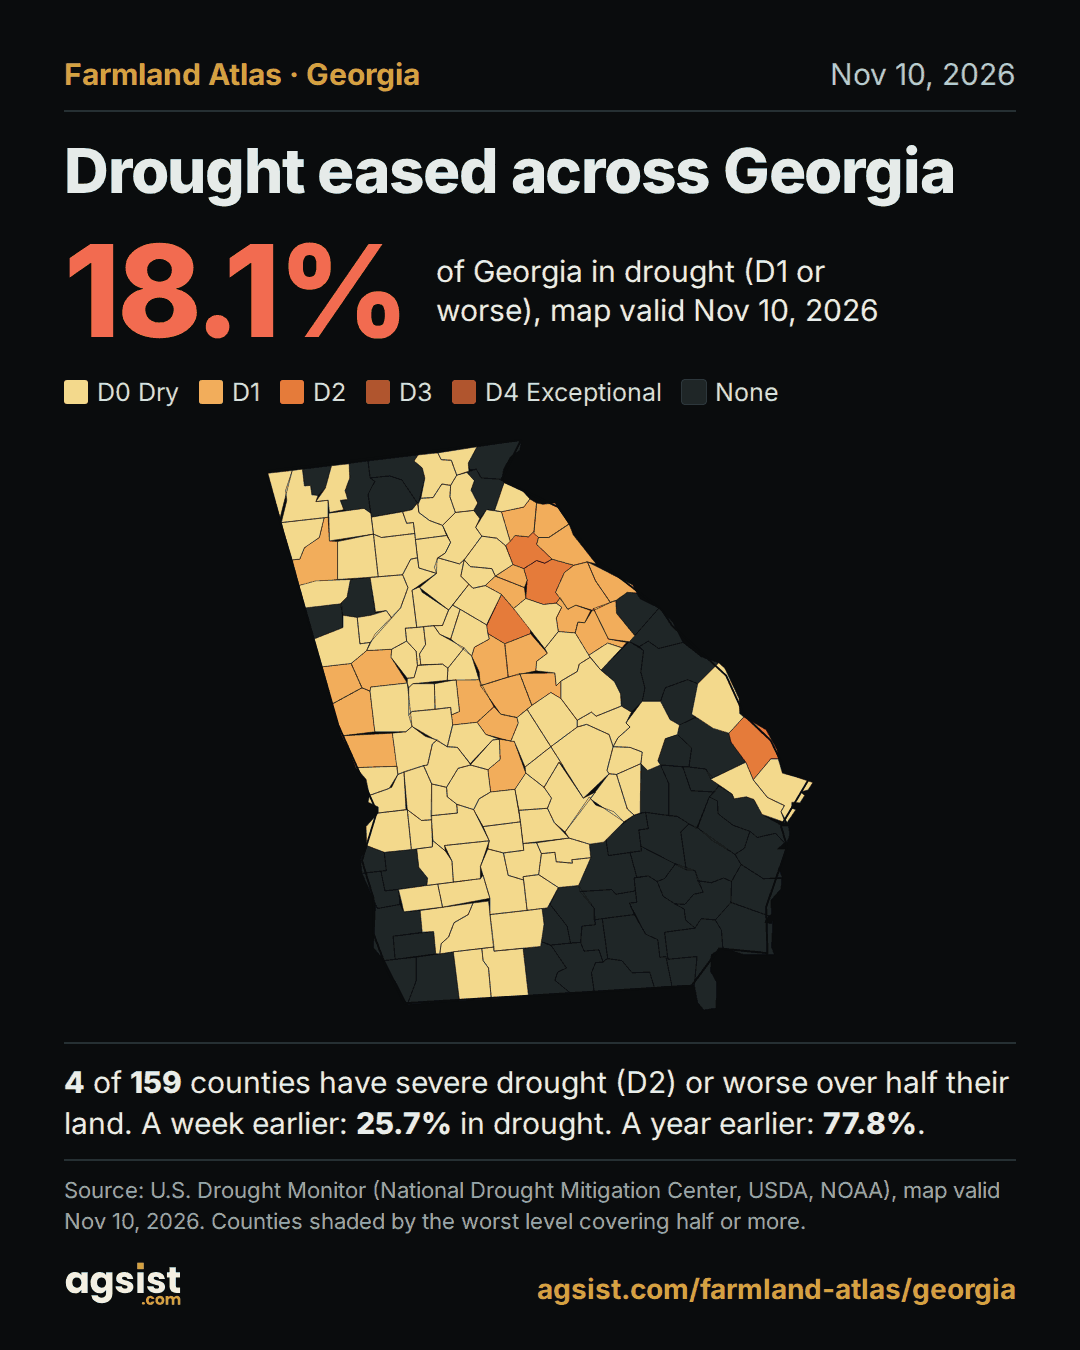 Farmland Atlas · Georgia
Nov 10, 2026
Drought eased across Georgia
18.1%
of Georgia in drought (D1 or
worse), map valid Nov 10, 2026
D0 Dry D1 D2 D3 D4 Exceptional None
4 of 159 counties have severe drought (D2) or worse over half their
land. A week earlier: 25.7% in drought. A year earlier: 77.8%.
Source: U.S. Drought Monitor (National Drought Mitigation Center, USDA, NOAA), map valid
Nov 10, 2026. Counties shaded by the worst level covering half or more.
agsist
.com
agsist.com/farmland-atlas/georgia